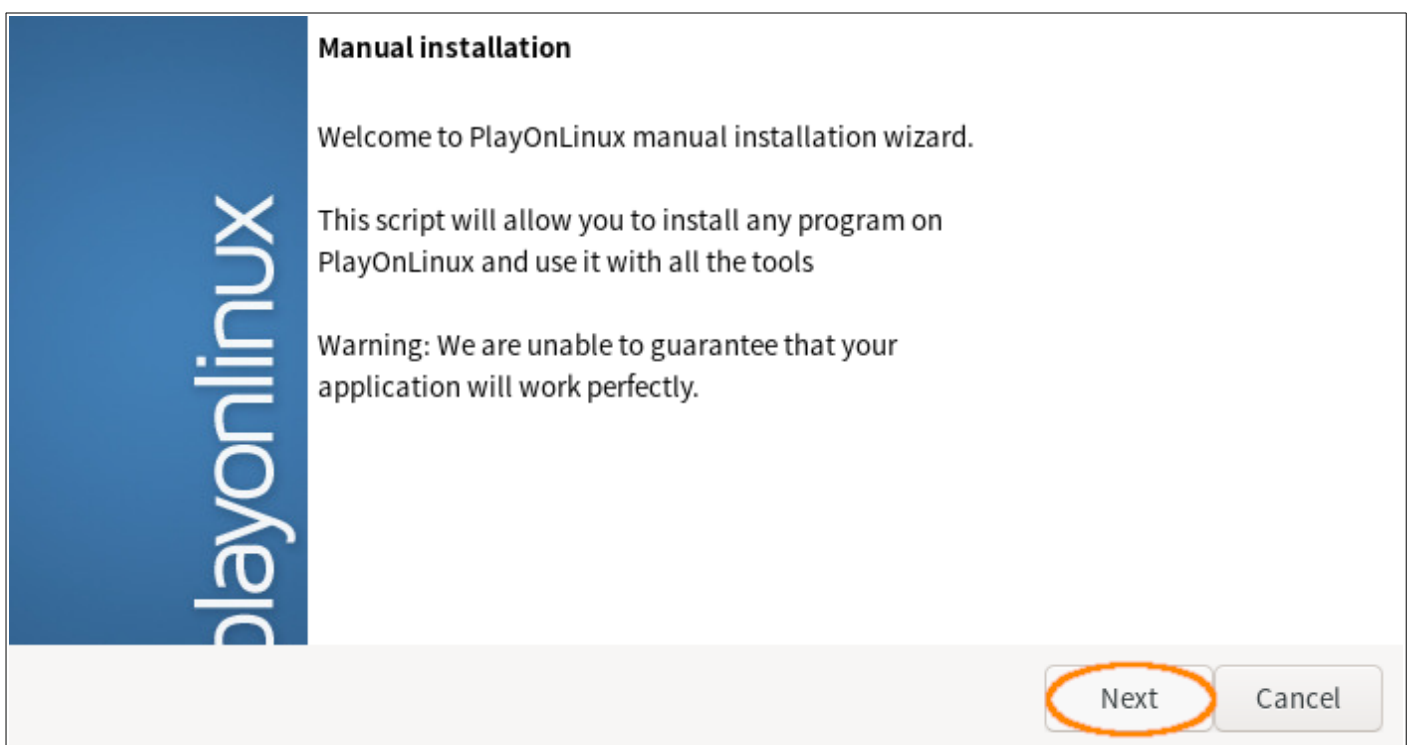 Manual installation
Welcome to PlayOnLinux manual installation wizard.
This script will allow you to install any program on
PlayOnLinux and use it with all the tools
Warning: We are unable to guarantee that your
application will work perfectly.
playonlinux
Next
Cancel